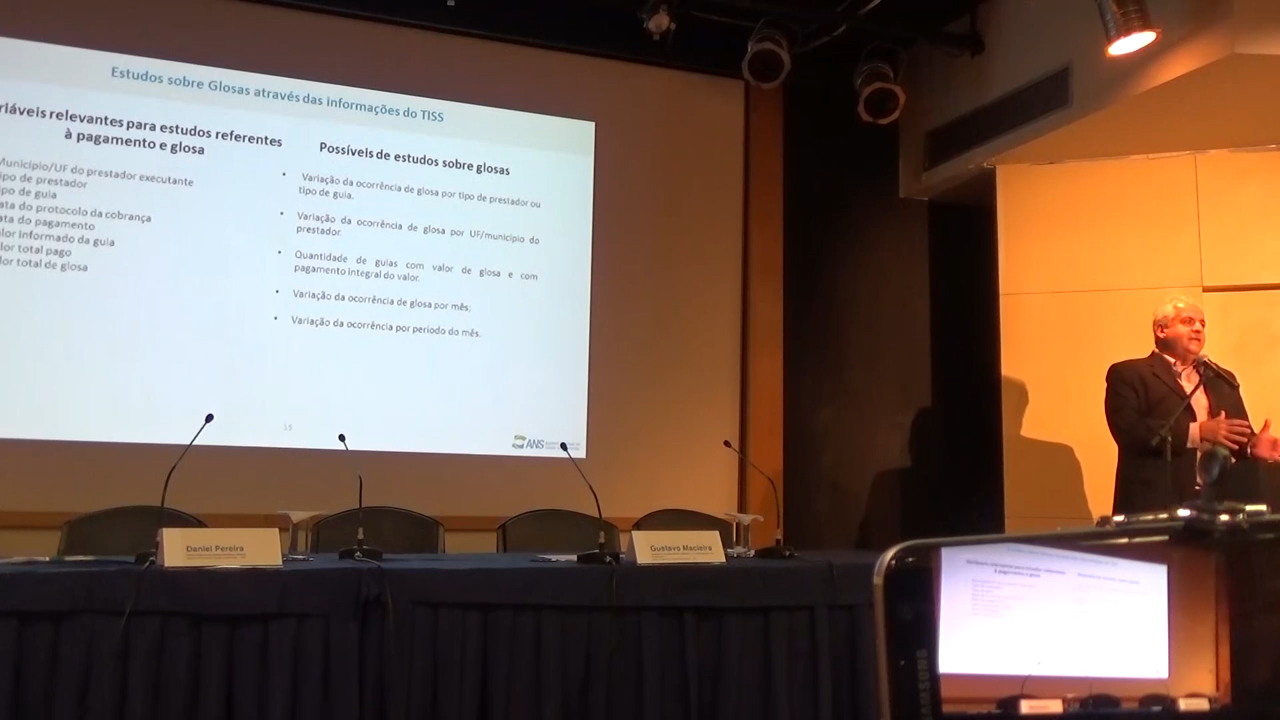 Estudos sobre Glosas através das informações do TISS
riáveis relevantes para estudos referentes
à pagamento e glosa
Município/UF do prestador executante
ipo de prestador
ipo de guia
ata do protocolo da cobrança
ata do pagamento
alor informado da guia
lor total pago
lor total de glosa
Possíveis de estudos sobre glosas
• Variação da ocorrência de glosa por tipo de prestador ou
tipo de guia.
• Variação da ocorrência de glosa por UF/município do
prestador
• Quantidade de guias com valor de glosa e com
pagamento integral do valor.
• Variação da ocorrência de glosa por mês;
• Variação da ocorrência por periodo do mês.
15
ANS
Daniel Pereira
Gustavo Macieira
SAMSUNG